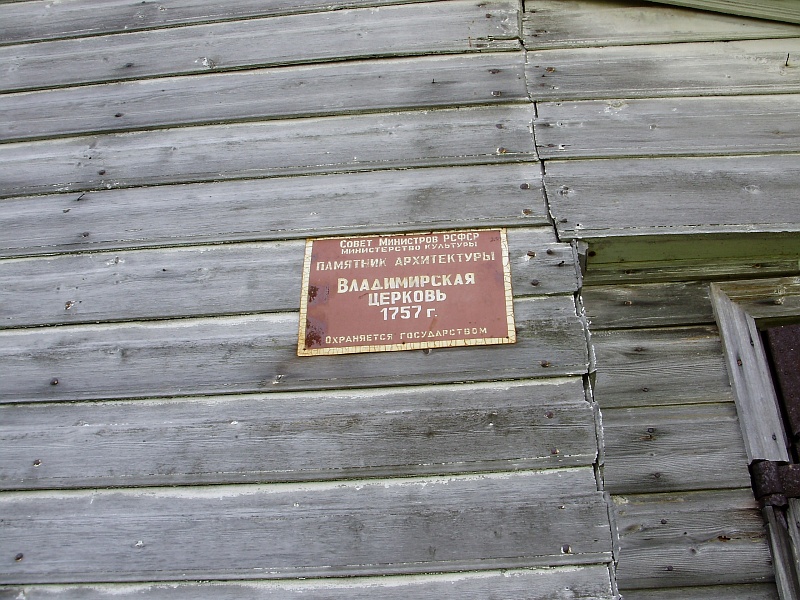 Совет Министров РСФСР
Министерство культуры
Памятник архитектуры
Владимирская
церковь
1757 г.
Охраняется государством